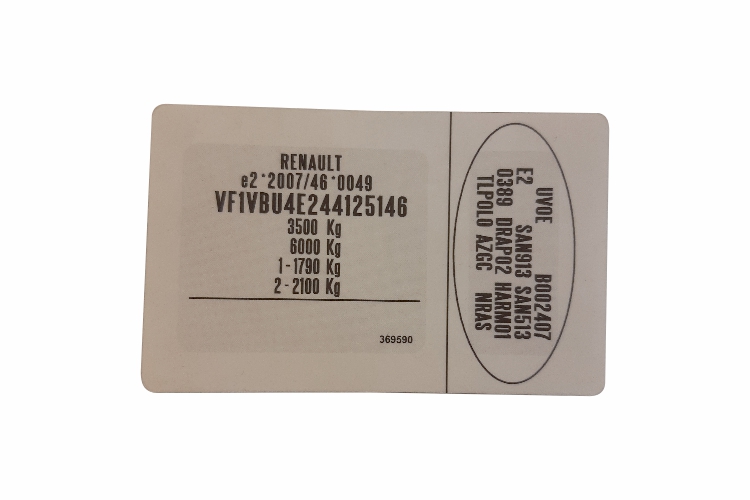 RENAULT
e2*2007/46*0049
VF1VBU4E244125146
3500 Kg
6000 Kg
1-1790 Kg
2-2100 Kg
369590
UVOE B002407
E2 SAN913 SAN513
0389 DRAP02 HARM01
TLPOLO AZGC NRAS